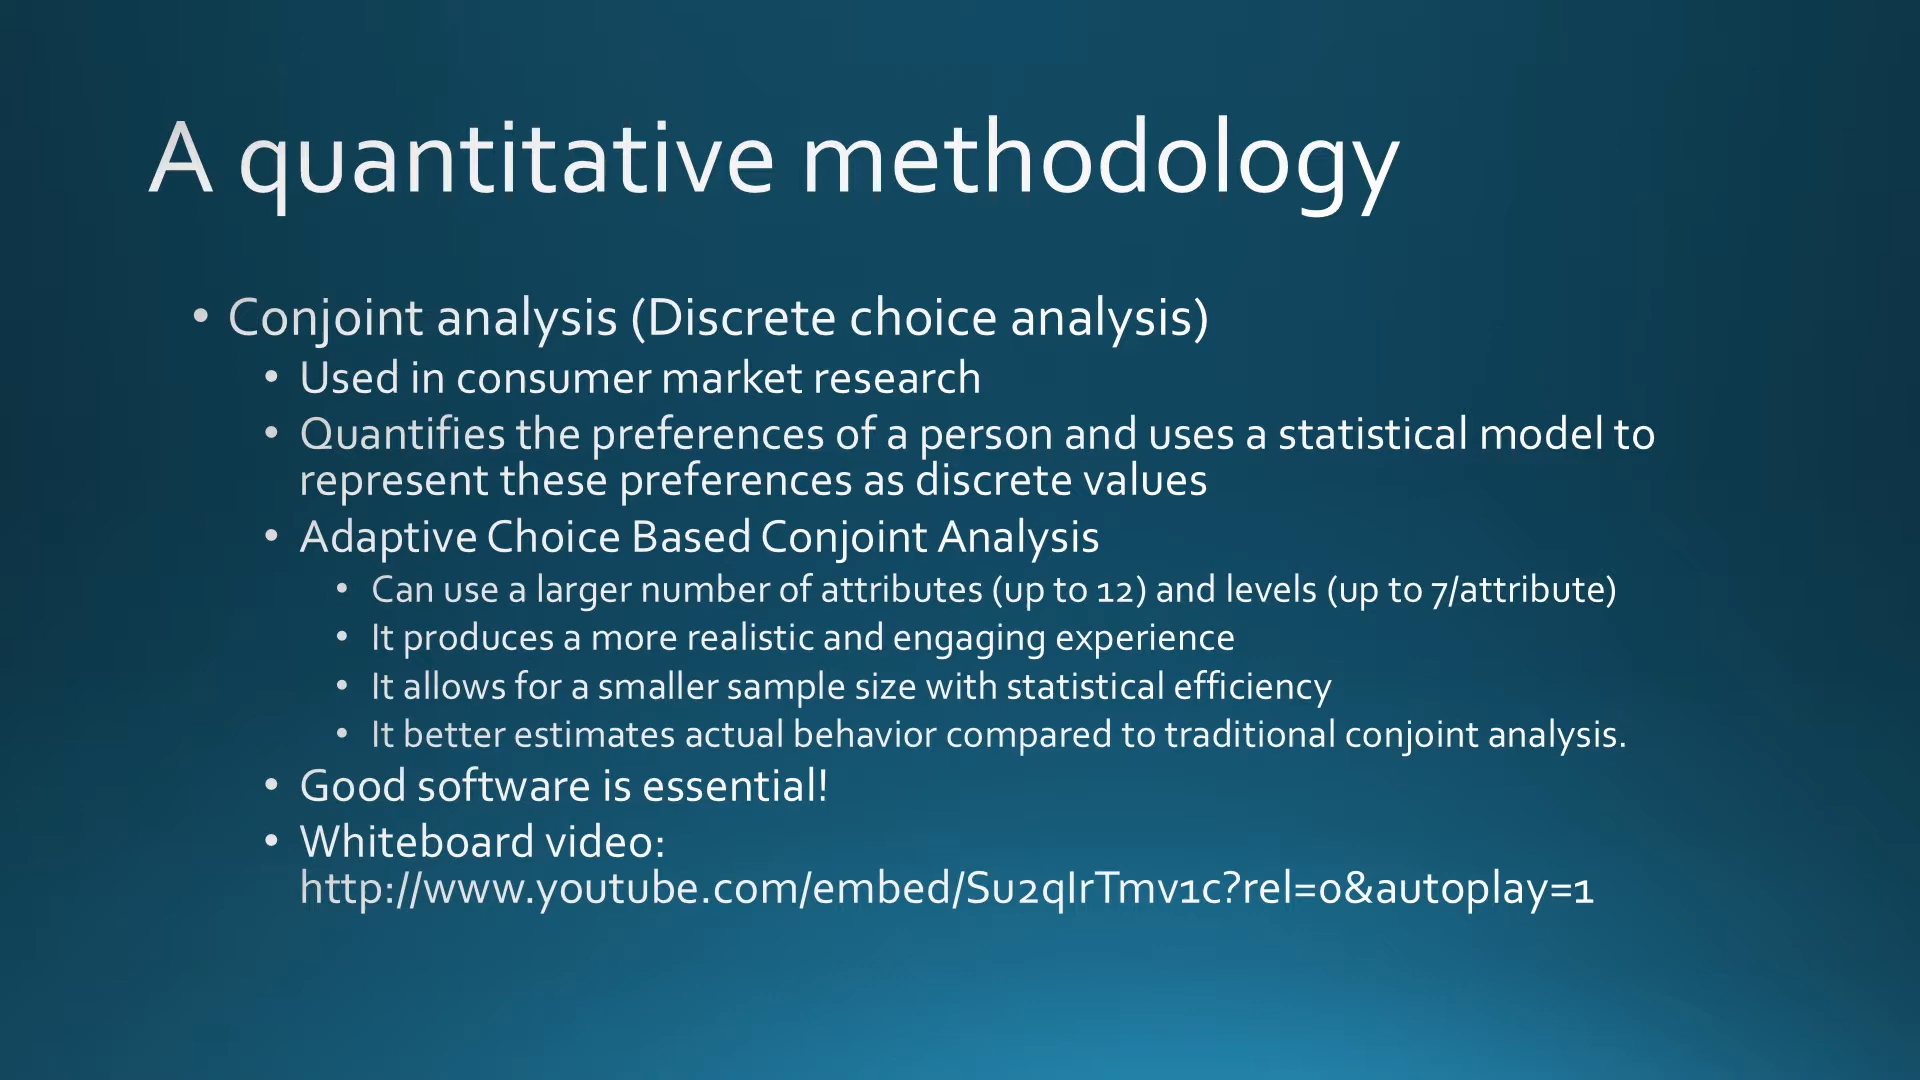 A quantitative methodology
• Conjoint analysis (Discrete choice analysis)
• Used in consumer market research
• Quantifies the preferences of a person and uses a statistical model to
represent these preferences as discrete values
• Adaptive Choice Based Conjoint Analysis
• Can use a larger number of attributes (up to 12) and levels (up to 7/attribute)
• It produces a more realistic and engaging experience
• It allows for a smaller sample size with statistical efficiency
• It better estimates actual behavior compared to traditional conjoint analysis.
• Good software is essential!
• Whiteboard video:
http://www.youtube.com/embed/Su2qIrTmv1c?rel=0&autoplay=1